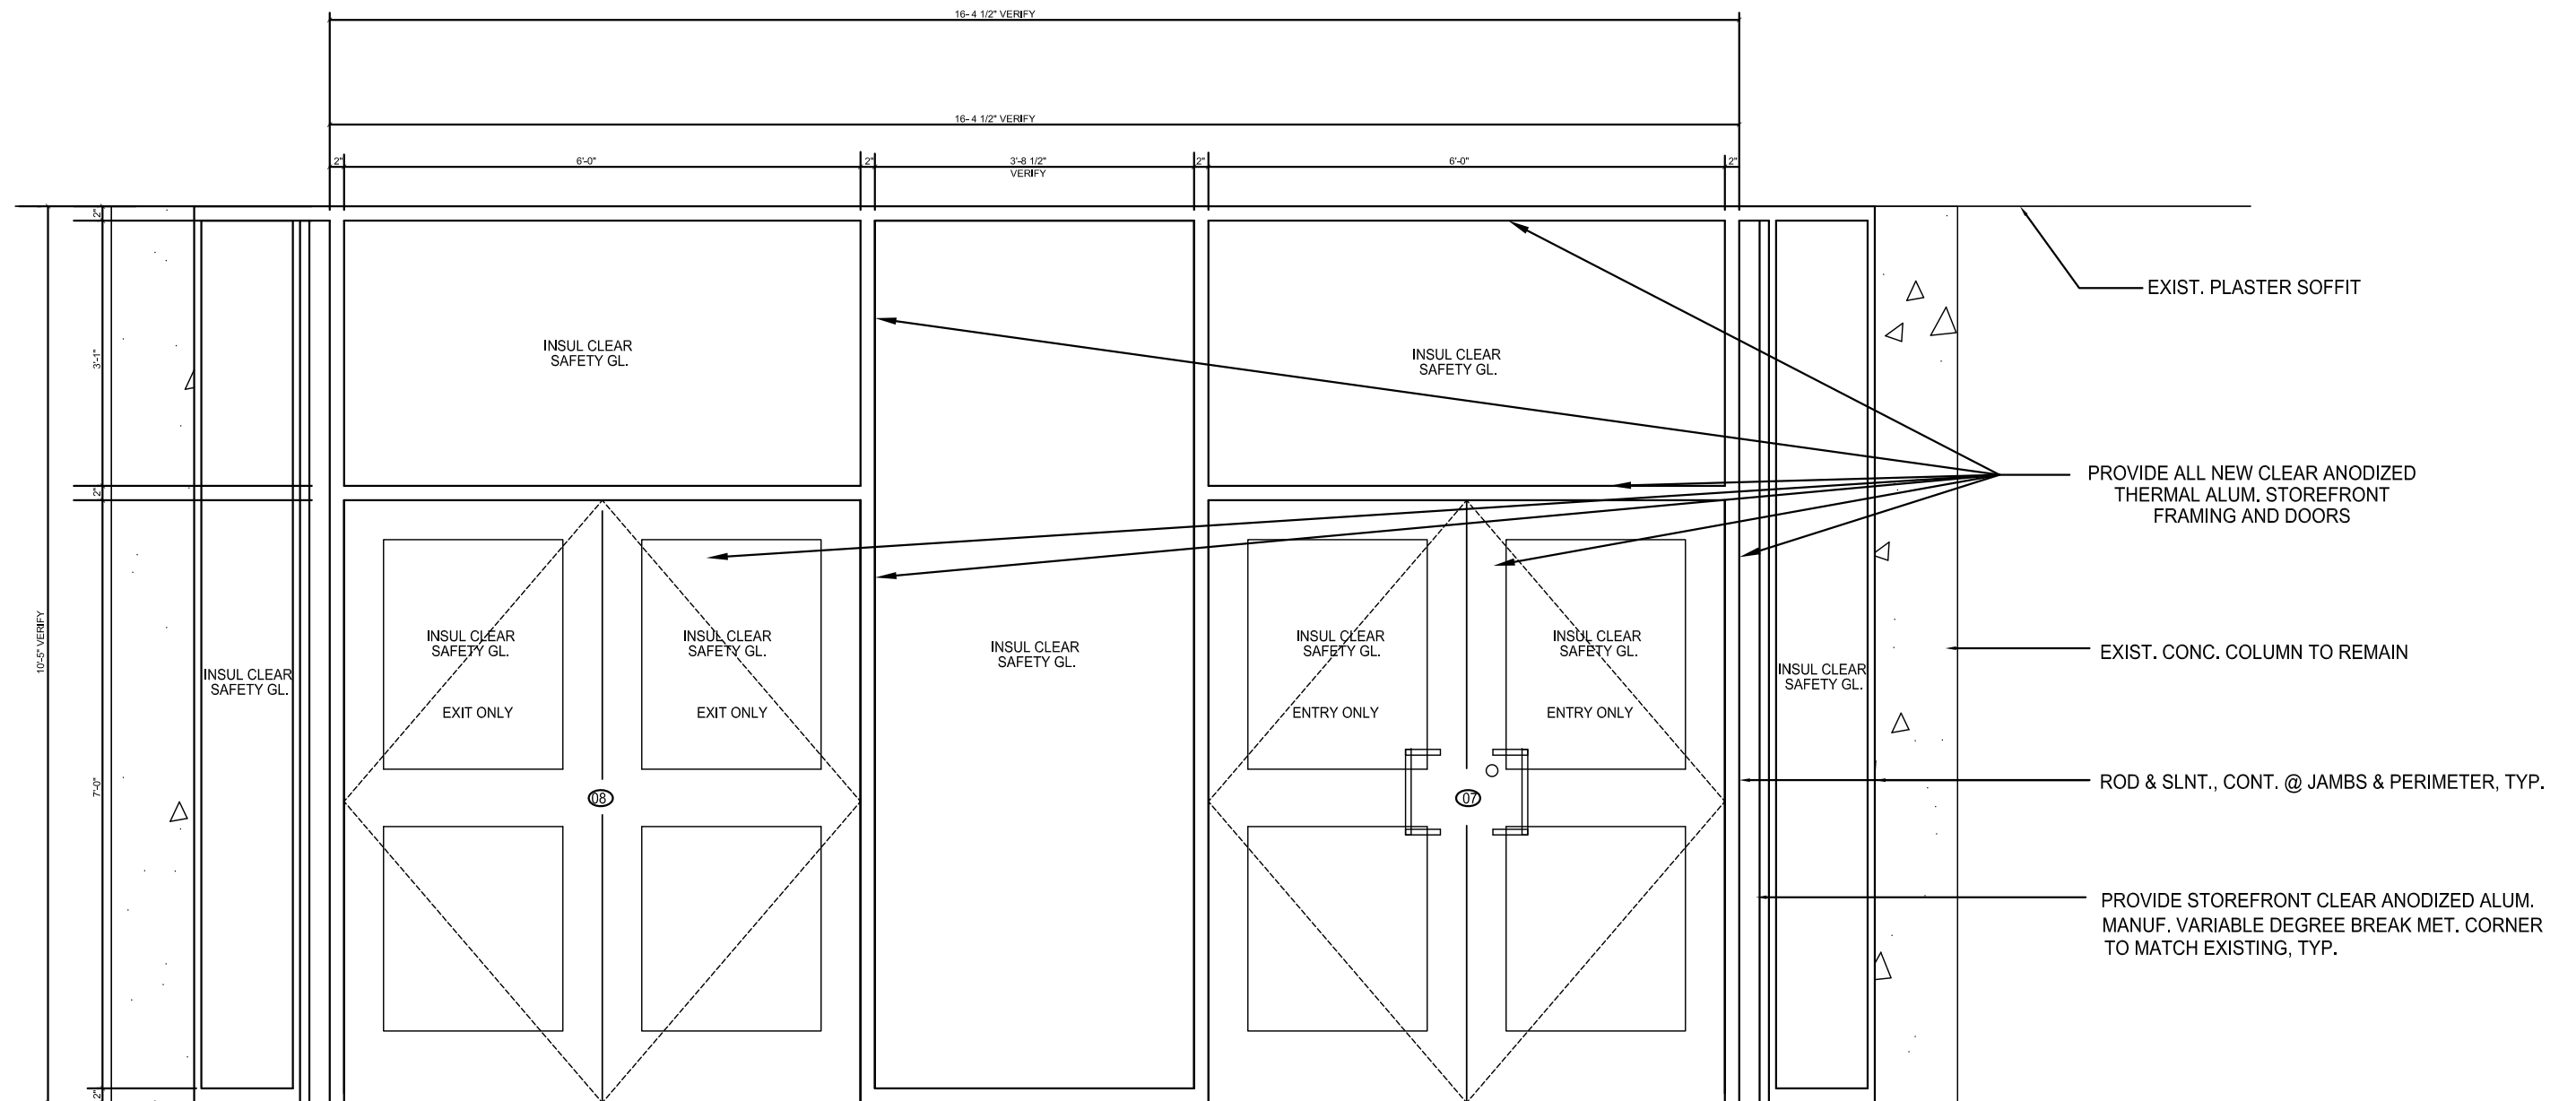 16- 4 1/2" VERIFY
16- 4 1/2" VERIFY
2"
6'-0"
2"
3'-8 1/2"
VERIFY
2"
6'-0"
2"
2"
3'-1"
2"
7'-0"
2"
10'-5" VERIFY
INSUL CLEAR
SAFETY GL.
INSUL CLEAR
SAFETY GL.
EXIST. PLASTER SOFFIT
PROVIDE ALL NEW CLEAR ANODIZED
THERMAL ALUM. STOREFRONT
FRAMING AND DOORS
INSUL CLEAR
SAFETY GL.
INSUL CLEAR
SAFETY GL.
INSUL CLEAR
SAFETY GL.
INSUL CLEAR
SAFETY GL.
INSUL CLEAR
SAFETY GL.
INSUL CLEAR
SAFETY GL.
INSUL CLEAR
SAFETY GL.
EXIT ONLY
EXIT ONLY
ENTRY ONLY
ENTRY ONLY
08
07
EXIST. CONC. COLUMN TO REMAIN
ROD & SLNT., CONT. @ JAMBS & PERIMETER, TYP.
PROVIDE STOREFRONT CLEAR ANODIZED ALUM.
MANUF. VARIABLE DEGREE BREAK MET. CORNER
TO MATCH EXISTING, TYP.